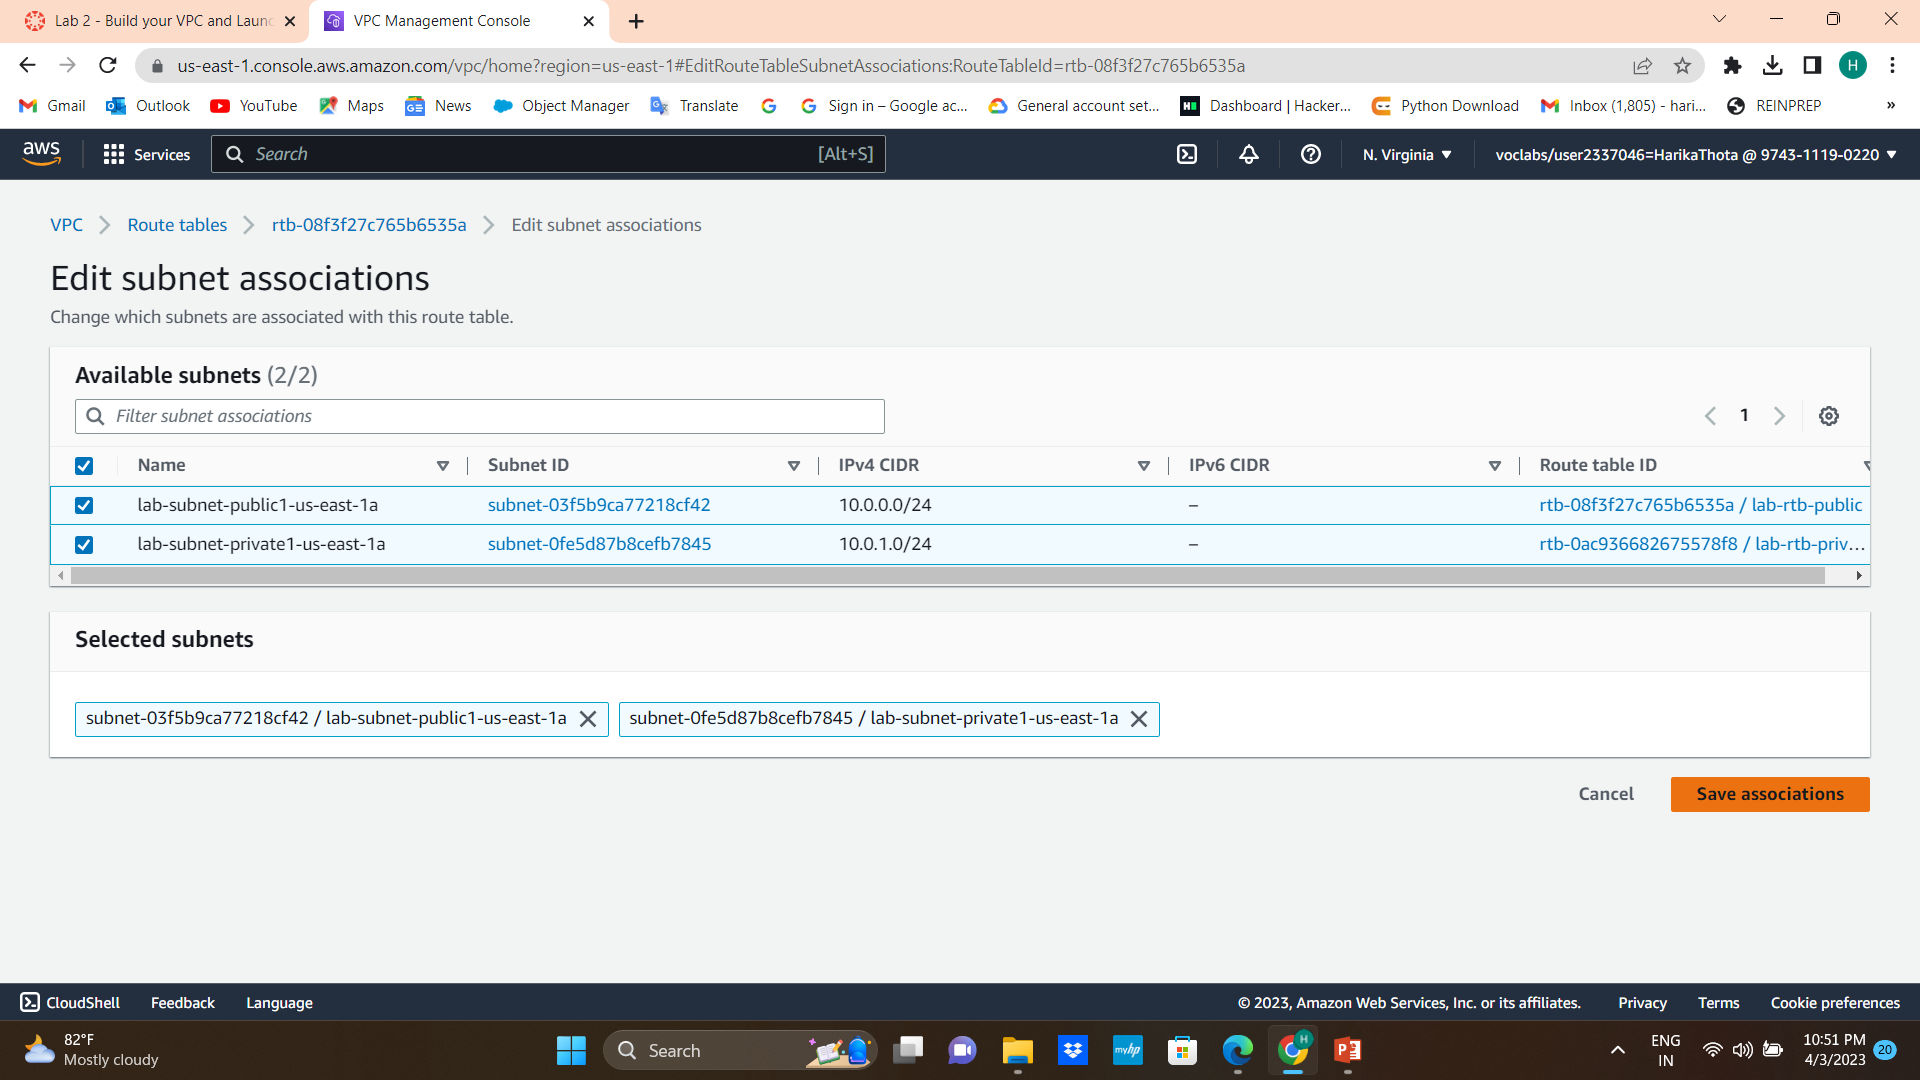 Lab 2 - Build your VPC and Laun
VPC Management Console
us-east-1.console.aws.amazon.com/vpc/home?region=us-east-1#EditRouteTableSubnetAssociations:RouteTableId=rtb-08f3f27c765b6535a
H
Gmail Outlook YouTube Maps News Object Manager Translate Sign in – Google ac... General account set... Dashboard | Hacker... Python Download Inbox (1,805) - hari... REINPREP »
aws Services Search [Alt+S] N. Virginia voclabs/user2337046=HarikaThota @ 9743-1119-0220
VPC Route tables rtb-08f3f27c765b6535a Edit subnet associations
Edit subnet associations
Change which subnets are associated with this route table.
Available subnets (2/2)
Filter subnet associations
1
Name Subnet ID IPv4 CIDR IPv6 CIDR Route table ID
lab-subnet-public1-us-east-1a subnet-03f5b9ca77218cf42 10.0.0.0/24 – rtb-08f3f27c765b6535a / lab-rtb-public
lab-subnet-private1-us-east-1a subnet-0fe5d87b8cefb7845 10.0.1.0/24 – rtb-0ac936682675578f8 / lab-rtb-priv...
Selected subnets
subnet-03f5b9ca77218cf42 / lab-subnet-public1-us-east-1a
subnet-0fe5d87b8cefb7845 / lab-subnet-private1-us-east-1a
Cancel Save associations
CloudShell Feedback Language © 2023, Amazon Web Services, Inc. or its affiliates. Privacy Terms Cookie preferences
82°F
Mostly cloudy
Search
myhp
H
P
ENG
IN
10:51 PM
4/3/2023
20